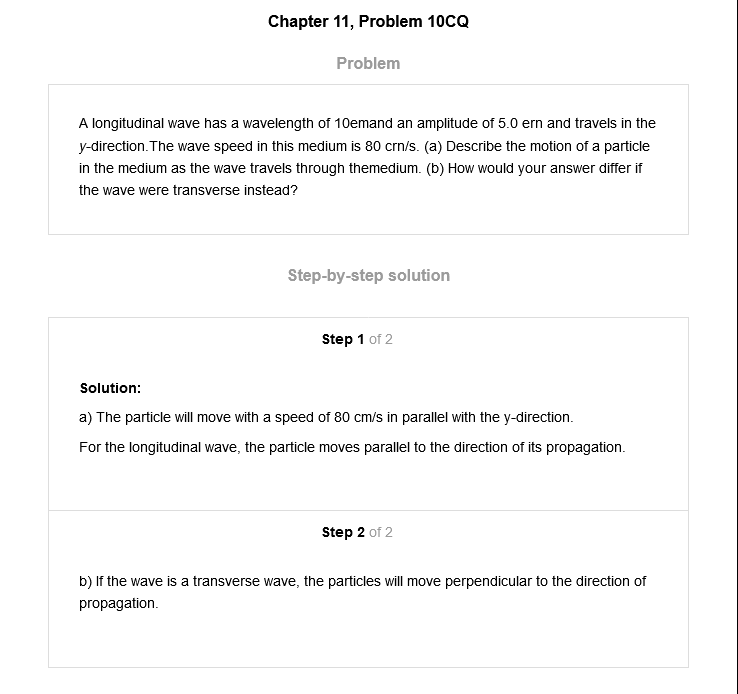 Chapter 11, Problem 10CQ
Problem
A longitudinal wave has a wavelength of 10emand an amplitude of 5.0 ern and travels in the
y-direction.The wave speed in this medium is 80 crn/s. (a) Describe the motion of a particle
in the medium as the wave travels through themedium. (b) How would your answer differ if
the wave were transverse instead?
Step-by-step solution
Step 1 of 2
Solution:
a) The particle will move with a speed of 80 cm/s in parallel with the y-direction.
For the longitudinal wave, the particle moves parallel to the direction of its propagation.
Step 2 of 2
b) If the wave is a transverse wave, the particles will move perpendicular to the direction of
propagation.